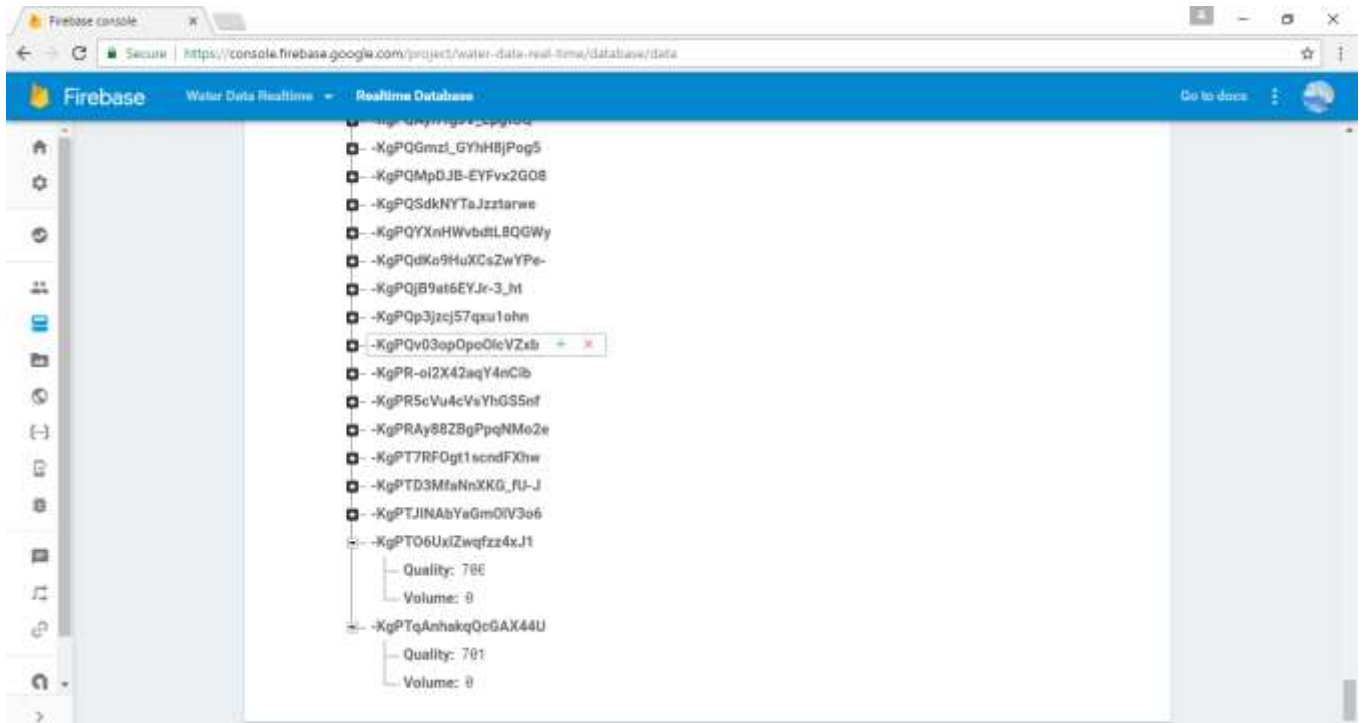 Firebase console
Secure https://console.firebase.google.com/project/water-data-real-time/database/data
Firebase Water Data Realtime Realtime Database Go to docs
-KgPQGmzI_GYhH8jPog5
-KgPQMpDJB-EYFvx2GO8
-KgPQSdkNYTaJzztarwe
-KgPQYXnHWvbdtL8QGWy
-KgPQdKo9HuXCsZwYPe-
-KgPQjB9at6EYJr-3_ht
-KgPQp3jzcj57qxu1ohn
-KgPQv03opOpoOlcVZxb
-KgPR-oi2X42aqY4nCib
-KgPR5cVu4cVsYhGS5nf
-KgPRAy88ZBgPpqNMo2e
-KgPT7RFOgt1scndFXhw
-KgPTD3MfaNnXKG_fU-J
-KgPTJINAbYaGmOlV3o6
-KgPTO6UxlZwqfzz4xJ1
Quality: 706
Volume: 0
-KgPTqAnhakqQcGAX44U
Quality: 701
Volume: 0